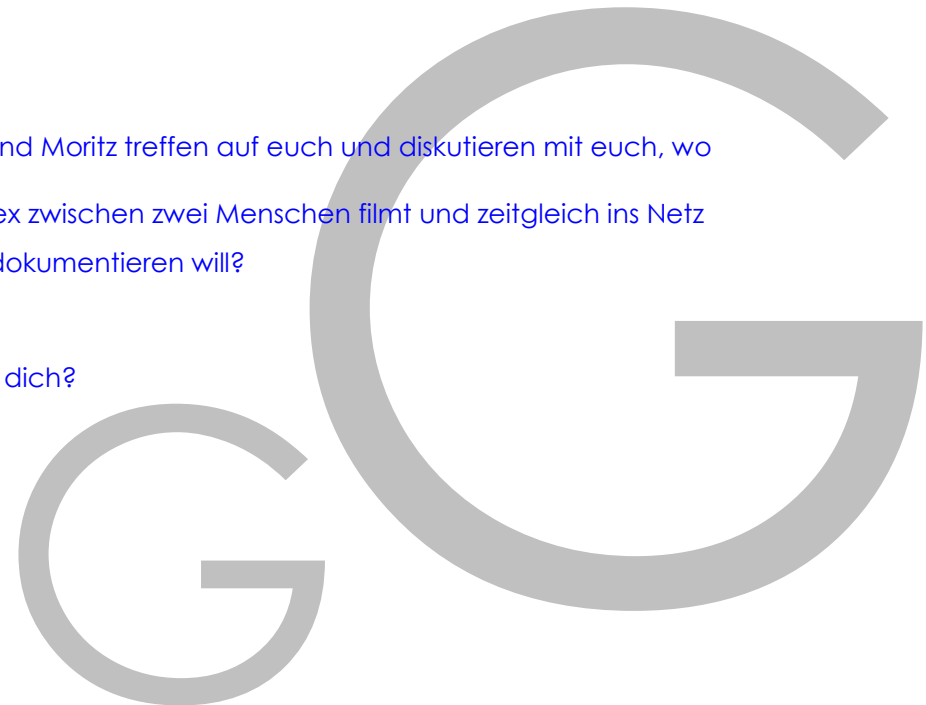 nd Moritz treffen auf euch und diskutieren mit euch, wo
ex zwischen zwei Menschen filmt und zeitgleich ins Netz
dokumentieren will?
dich?
G
G